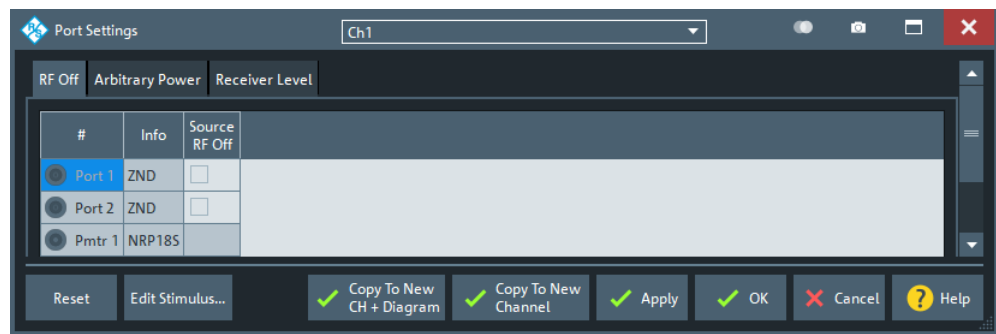 Port Settings
Ch1
RF Off Arbitrary Power Receiver Level
# Info Source RF Off
Port 1 ZND
Port 2 ZND
Pmtr 1 NRP18S
Reset Edit Stimulus... Copy To New CH + Diagram Copy To New Channel Apply OK Cancel ? Help